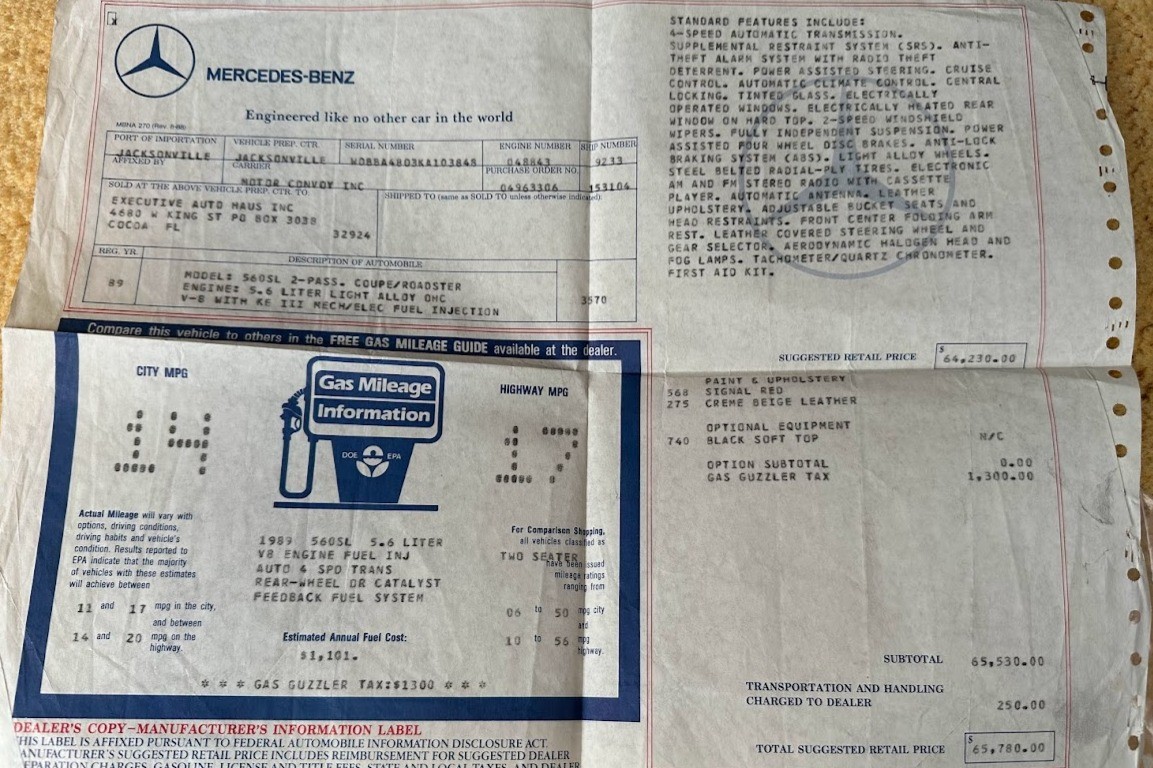 MERCEDES-BENZ
Engineered like no other car in the world
MBNA 270 (Rev. 8-88)
PORT OF IMPORTATION VEHICLE PREP. CTR. SERIAL NUMBER ENGINE NUMBER SHIP NUMBER
JACKSONVILLE JACKSONVILLE WDBBA48D3KA103848 048843 9233
AFFIXED BY CARRIER PURCHASE ORDER NO.
MOTOR CONVOY INC 04963306 153104
SOLD AT THE ABOVE VEHICLE PREP. CTR. TO SHIPPED TO (same as SOLD TO unless otherwise indicated)
EXECUTIVE AUTO HAUS INC
4680 W KING ST PO BOX 3038
COCOA FL 32924
REG. YR. DESCRIPTION OF AUTOMOBILE
89 MODEL: 560SL 2-PASS. COUPE/ROADSTER
ENGINE: 5.6 LITER LIGHT ALLOY OHC
V-8 WITH KE III MECH/ELEC FUEL INJECTION 3570
STANDARD FEATURES INCLUDE:
4-SPEED AUTOMATIC TRANSMISSION.
SUPPLEMENTAL RESTRAINT SYSTEM (SRS). ANTI-
THEFT ALARM SYSTEM WITH RADIO THEFT
DETERRENT. POWER ASSISTED STEERING. CRUISE
CONTROL. AUTOMATIC CLIMATE CONTROL. CENTRAL
LOCKING. TINTED GLASS. ELECTRICALLY
OPERATED WINDOWS. ELECTRICALLY HEATED REAR
WINDOW ON HARD TOP. 2-SPEED WINDSHIELD
WIPERS. FULLY INDEPENDENT SUSPENSION. POWER
ASSISTED FOUR WHEEL DISC BRAKES. ANTI-LOCK
BRAKING SYSTEM (ABS). LIGHT ALLOY WHEELS.
STEEL BELTED RADIAL-PLY TIRES. ELECTRONIC
AM AND FM STEREO RADIO WITH CASSETTE
PLAYER. AUTOMATIC ANTENNA. LEATHER
UPHOLSTERY. ADJUSTABLE BUCKET SEATS AND
HEAD RESTRAINTS. FRONT CENTER FOLDING ARM
REST. LEATHER COVERED STEERING WHEEL AND
GEAR SELECTOR. AERODYNAMIC HALOGEN HEAD AND
FOG LAMPS. TACHOMETER/QUARTZ CHRONOMETER.
FIRST AID KIT.
SUGGESTED RETAIL PRICE $ 64,230.00
PAINT & UPHOLSTERY
568 SIGNAL RED
275 CREME BEIGE LEATHER
OPTIONAL EQUIPMENT
740 BLACK SOFT TOP N/C
OPTION SUBTOTAL 0.00
GAS GUZZLER TAX 1,300.00
SUBTOTAL 65,530.00
TRANSPORTATION AND HANDLING
CHARGED TO DEALER 250.00
TOTAL SUGGESTED RETAIL PRICE $ 65,780.00
Compare this vehicle to others in the FREE GAS MILEAGE GUIDE available at the dealer.
CITY MPG
14
Gas Mileage
Information
DOE EPA
HIGHWAY MPG
17
Actual Mileage will vary with
options, driving conditions,
driving habits and vehicle's
condition. Results reported to
EPA indicate that the majority
of vehicles with these estimates
will achieve between
11 and 17 mpg in the city,
and between
14 and 20 mpg on the
highway.
1989 560SL 5.6 LITER
V8 ENGINE FUEL INJ
AUTO 4 SPD TRANS
REAR-WHEEL DR CATALYST
FEEDBACK FUEL SYSTEM
Estimated Annual Fuel Cost:
$1,101.
* * * GAS GUZZLER TAX:$1300 * * *
For Comparison Shopping,
all vehicles classified as
TWO SEATER
have been issued
mileage ratings
ranging from
06 to 50 mpg city
and
10 to 56 mpg
highway.
DEALER'S COPY—MANUFACTURER'S INFORMATION LABEL
THIS LABEL IS AFFIXED PURSUANT TO FEDERAL AUTOMOBILE INFORMATION DISCLOSURE ACT.
MANUFACTURER'S SUGGESTED RETAIL PRICE INCLUDES REIMBURSEMENT FOR SUGGESTED DEALER
PREPARATION CHARGES. GASOLINE, LICENSE AND TITLE FEES, STATE AND LOCAL TAXES, AND DEALER